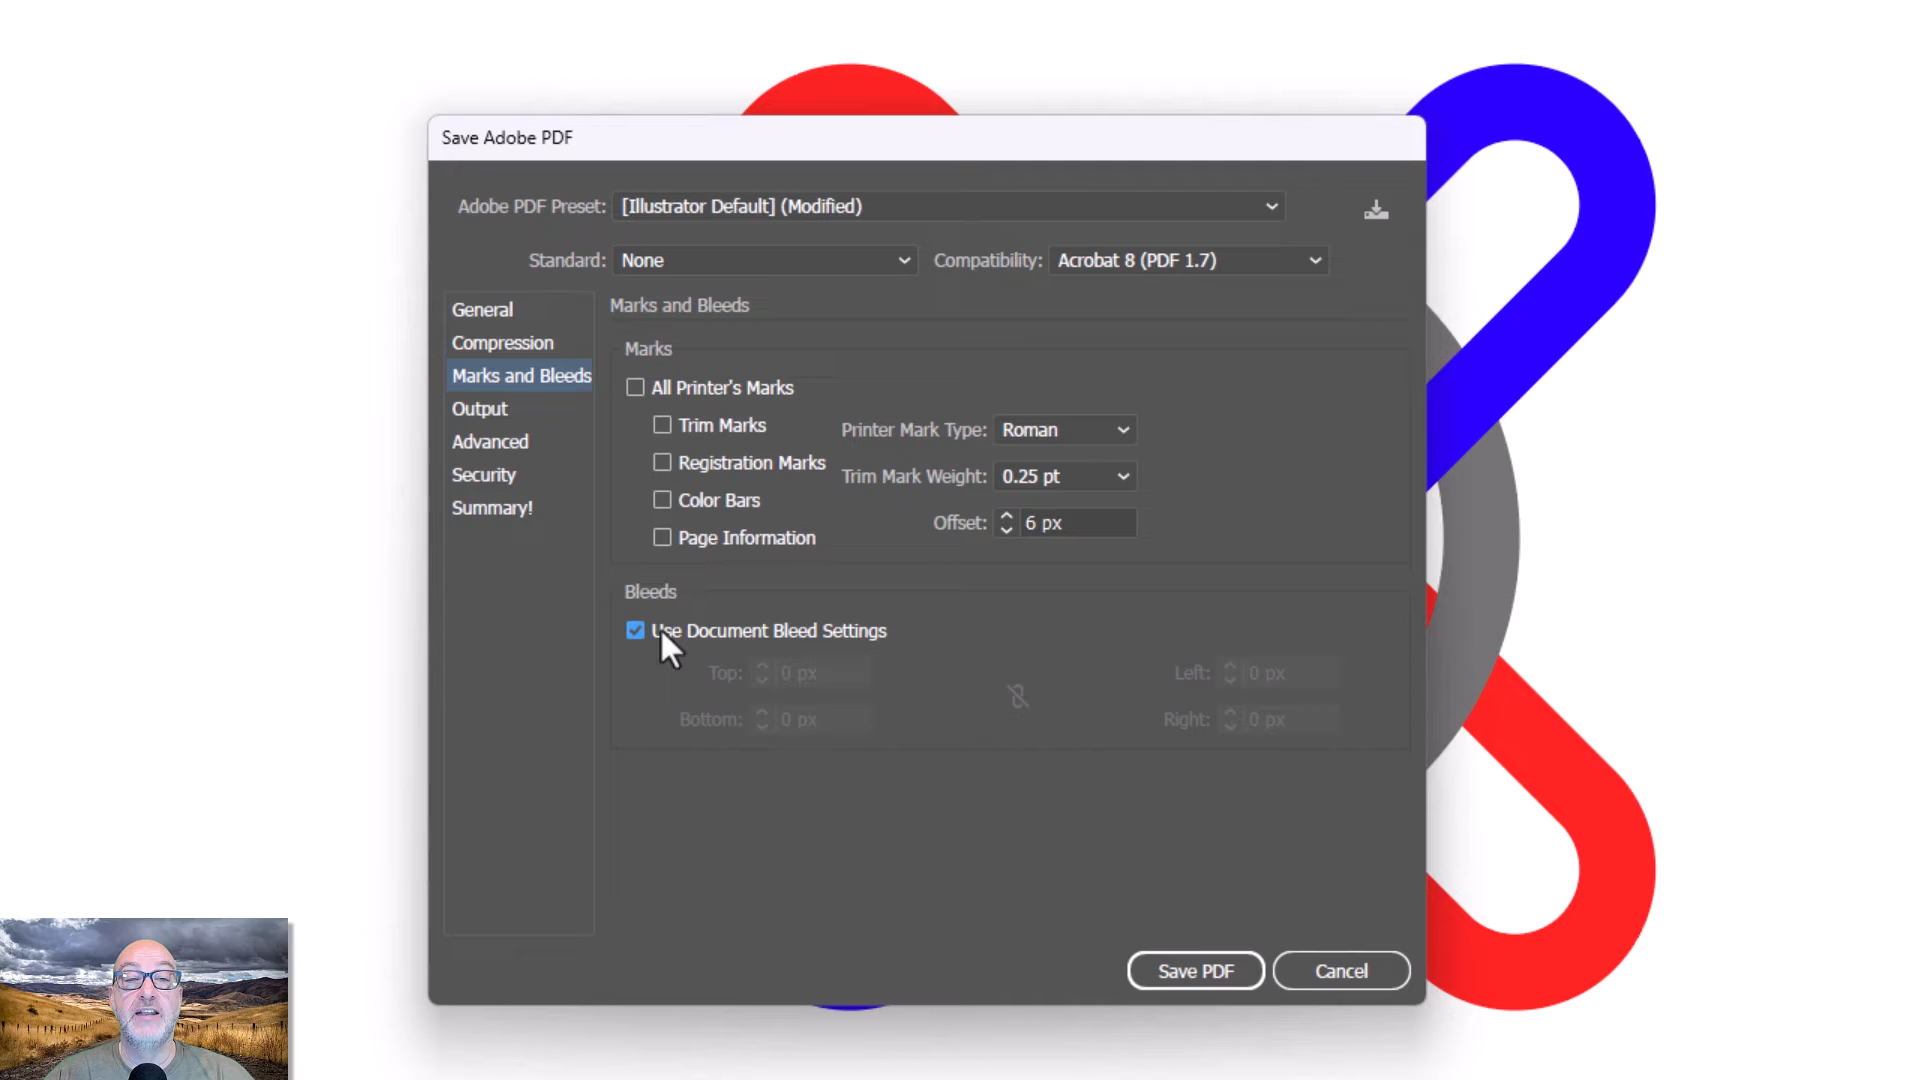 Save Adobe PDF
Adobe PDF Preset: [Illustrator Default] (Modified)
Standard: None Compatibility: Acrobat 8 (PDF 1.7)
General
Compression
Marks and Bleeds
Output
Advanced
Security
Summary!
Marks and Bleeds
Marks
All Printer's Marks
Trim Marks
Registration Marks
Color Bars
Page Information
Printer Mark Type: Roman
Trim Mark Weight: 0.25 pt
Offset: 6 px
Bleeds
Use Document Bleed Settings
Top: 0 px Left: 0 px
Bottom: 0 px Right: 0 px
Save PDF Cancel